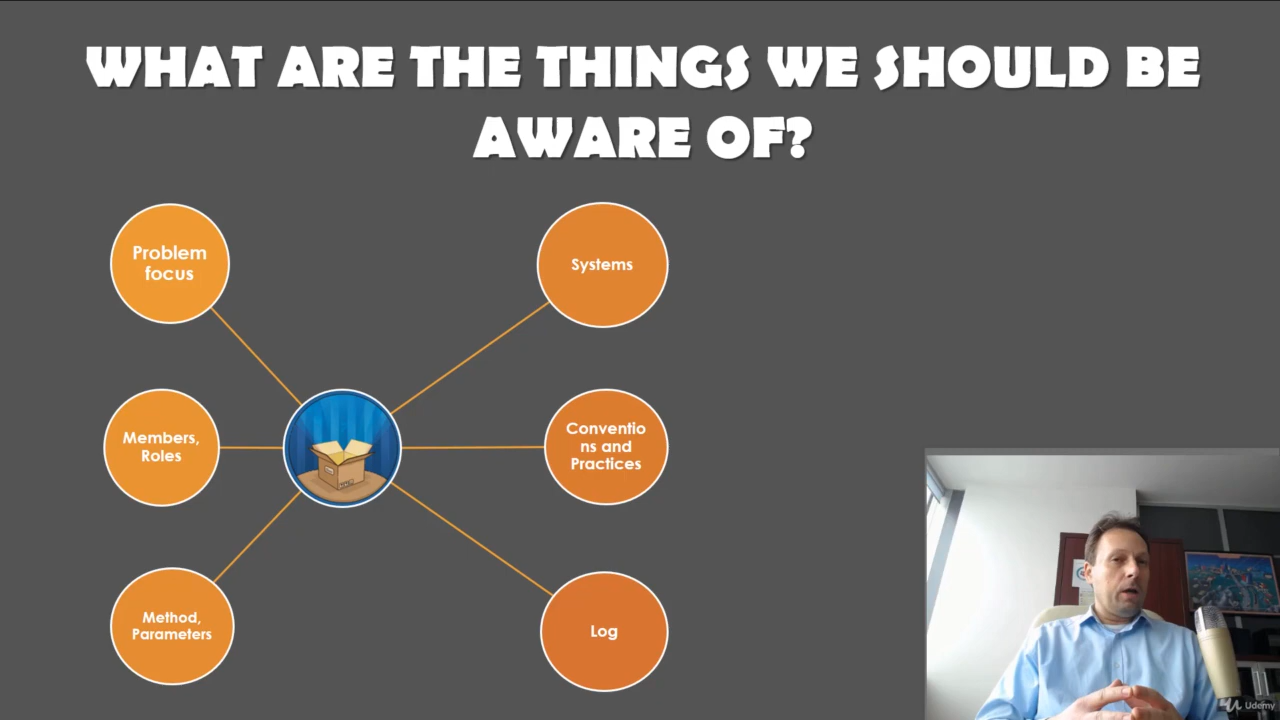 WHAT ARE THE THINGS WE SHOULD BE
AWARE OF?
Problem
focus
Systems
Members,
Roles
Conventio
ns and
Practices
Method,
Parameters
Log
Udemy